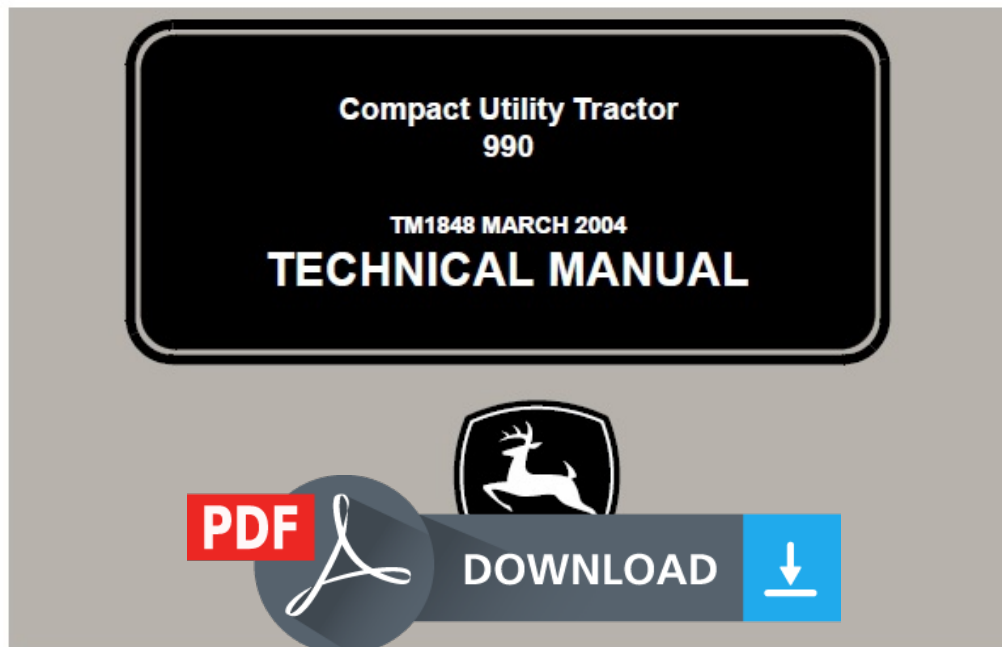 Compact Utility Tractor
990
TM1848 MARCH 2004
TECHNICAL MANUAL
PDF
DOWNLOAD